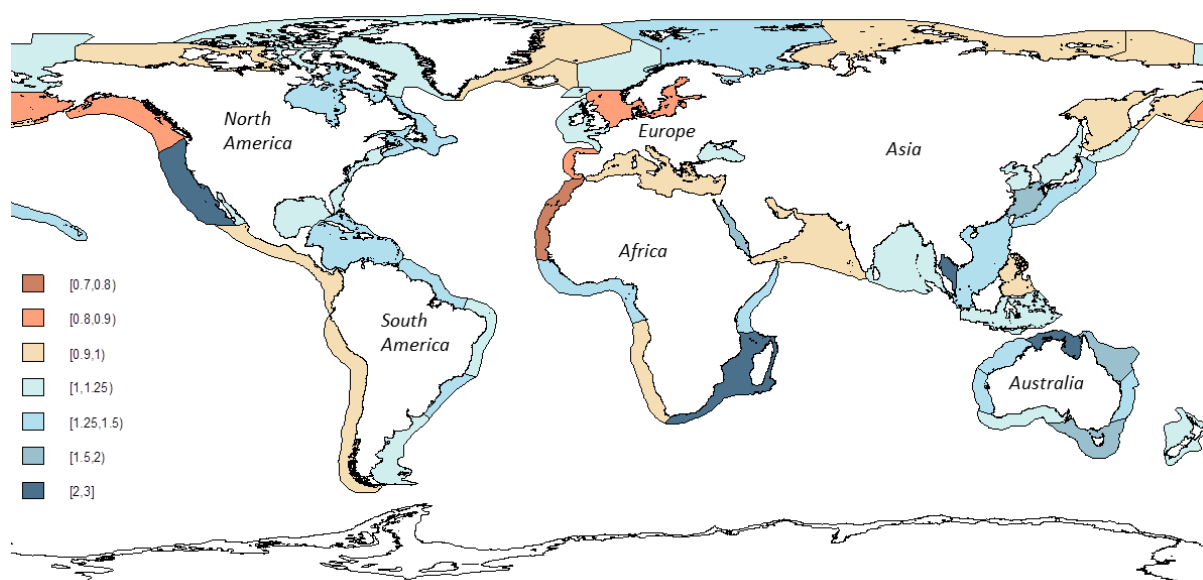 North
America
Europe
Asia
Africa
South
America
Australia
[0.7,0.8)
[0.8,0.9)
[0.9,1)
[1,1.25)
[1.25,1.5)
[1.5,2)
[2,3]